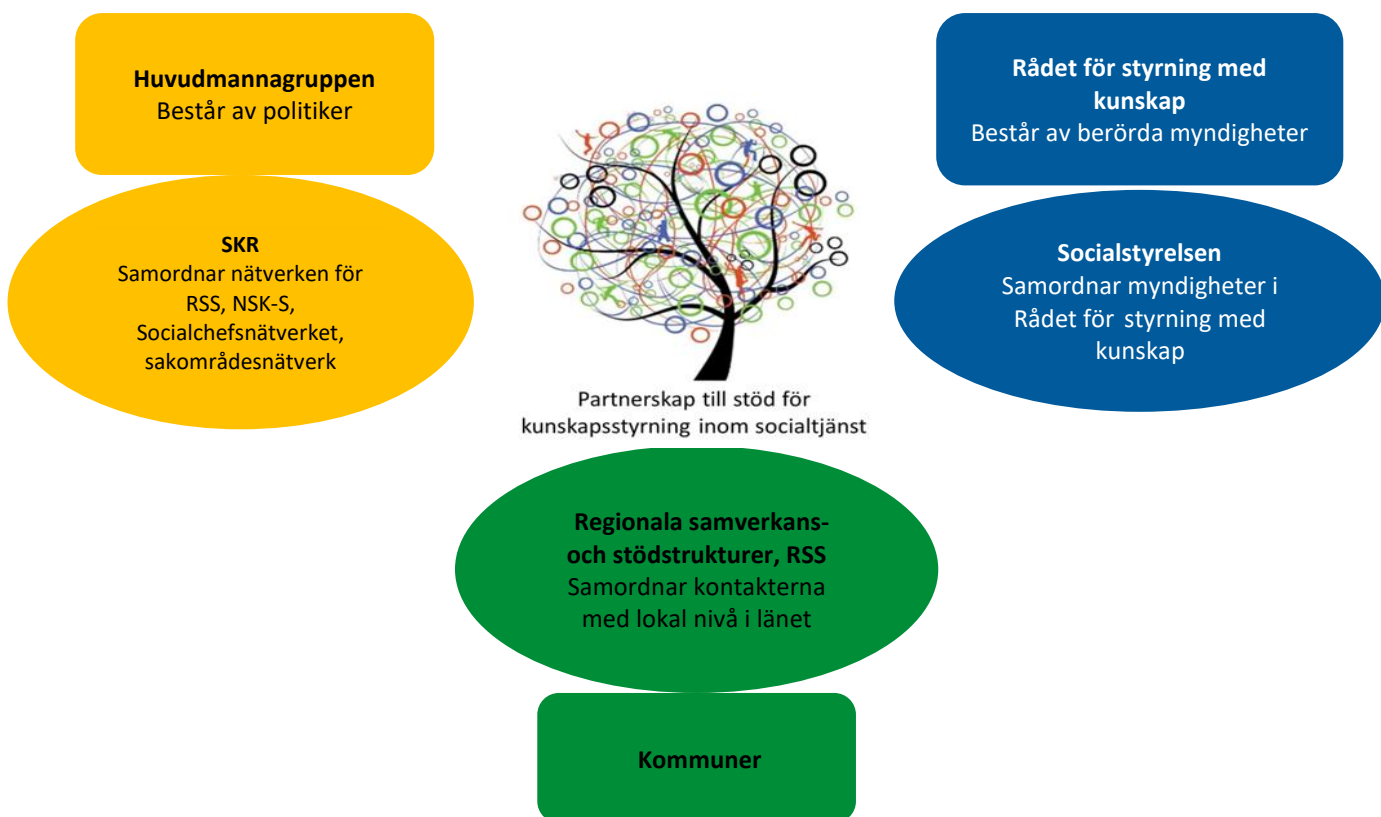 Huvudmannagruppen
Består av politiker
SKR
Samordnar nätverken för
RSS, NSK-S,
Socialchefsnätverket,
sakområdesnätverk
Rådet för styrning med
kunskap
Består av berörda myndigheter
Socialstyrelsen
Samordnar myndigheter i
Rådet för styrning med
kunskap
Partnerskap till stöd för
kunskapsstyrning inom socialtjänst
Regionala samverkans-
och stödstrukturer, RSS
Samordnar kontakterna
med lokal nivå i länet
Kommuner